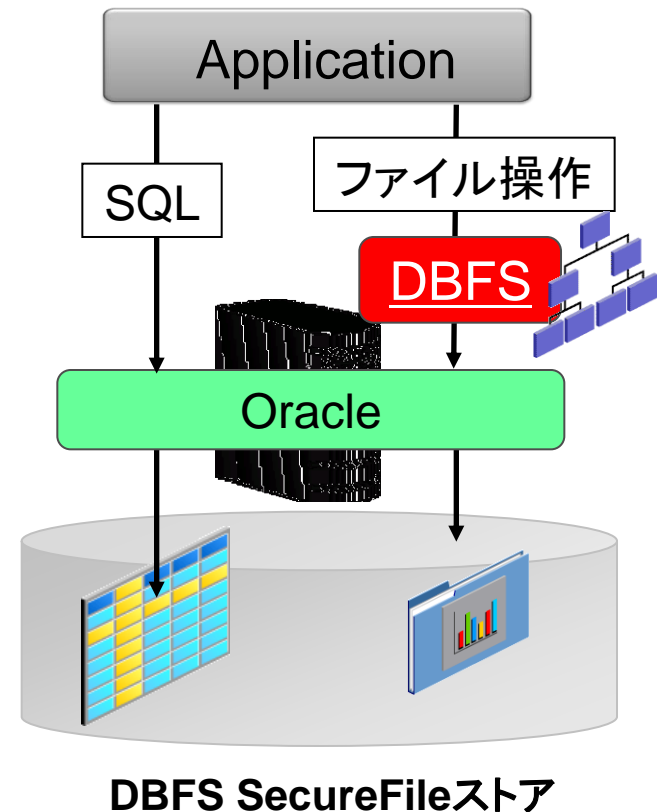 Application
SQL
ファイル操作
DBFS
Oracle
DBFS SecureFileストア